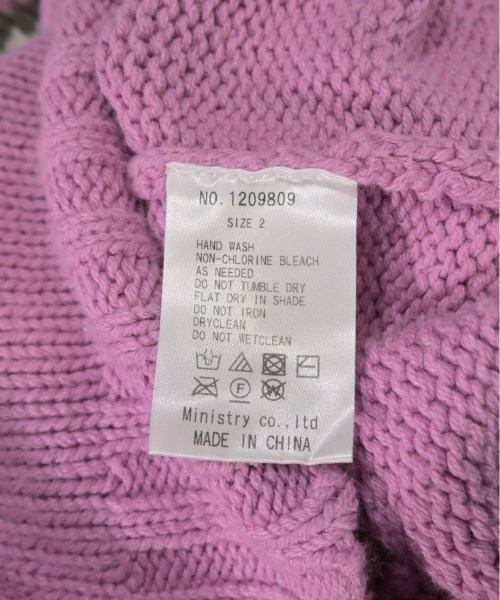 NO. 1209809
SIZE 2
HAND WASH
NON-CHLORINE BLEACH
AS NEEDED
DO NOT TUMBLE DRY
FLAT DRY IN SHADE
DO NOT IRON
DRYCLEAN
DO NOT WETCLEAN
F
W
Ministry co.,ltd
MADE IN CHINA